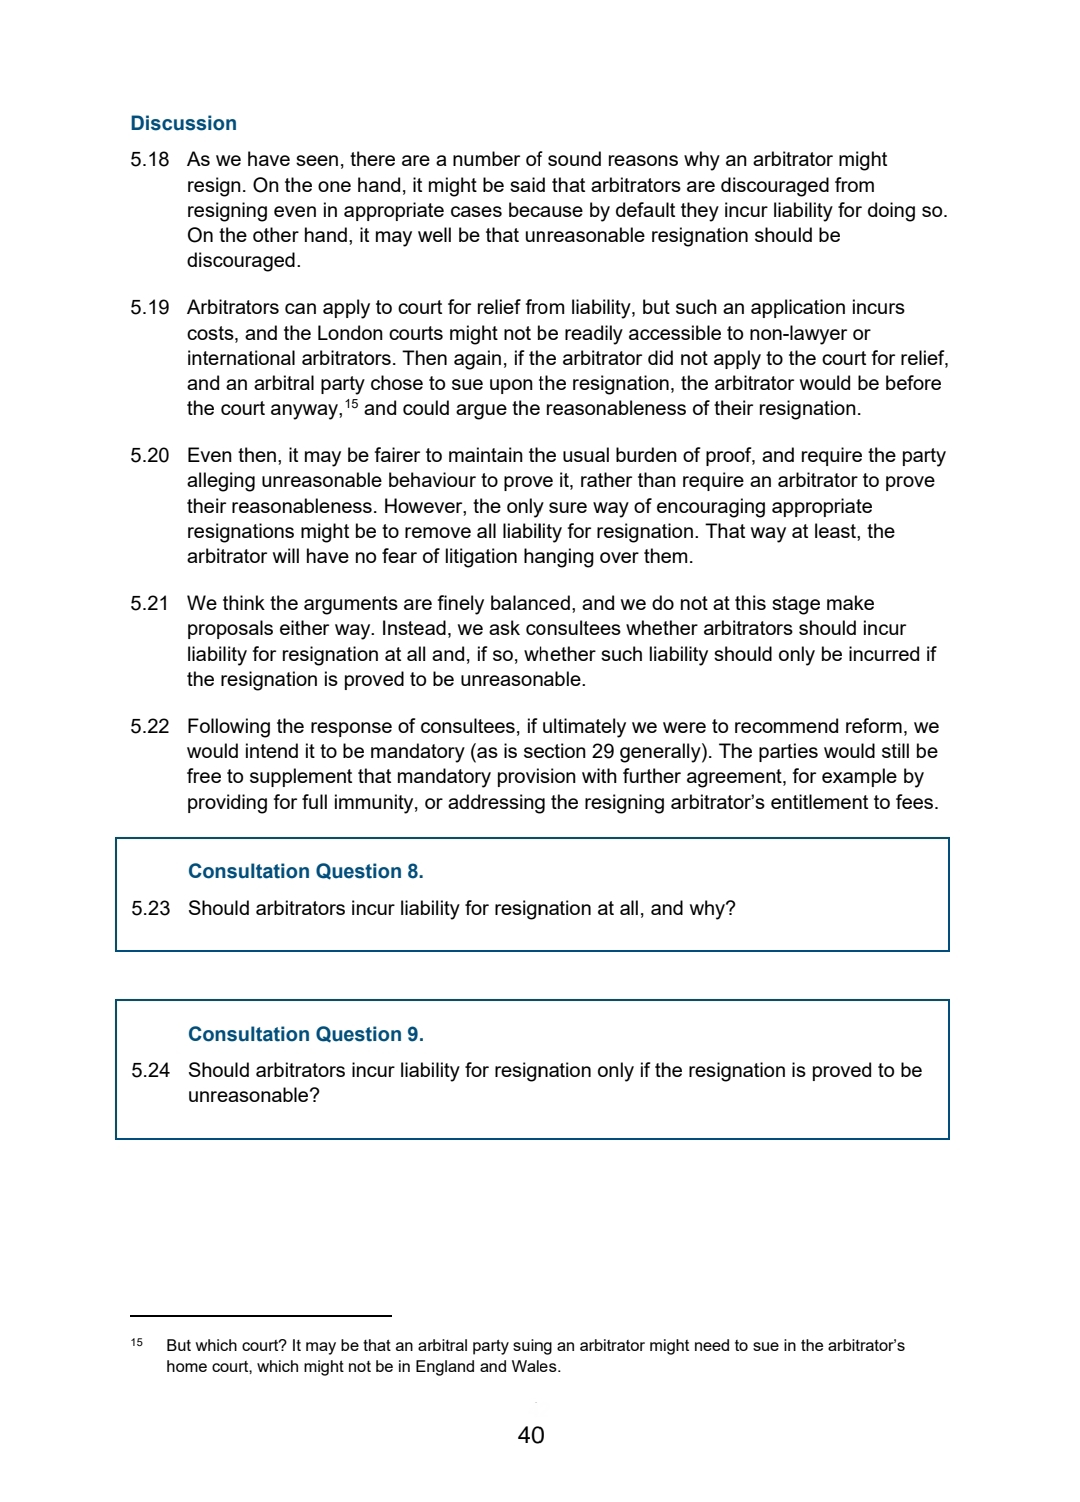 Discussion
5.18 As we have seen, there are a number of sound reasons why an arbitrator might
resign. On the one hand, it might be said that arbitrators are discouraged from
resigning even in appropriate cases because by default they incur liability for doing so.
On the other hand, it may well be that unreasonable resignation should be
discouraged.
5.19 Arbitrators can apply to court for relief from liability, but such an application incurs
costs, and the London courts might not be readily accessible to non-lawyer or
international arbitrators. Then again, if the arbitrator did not apply to the court for relief,
and an arbitral party chose to sue upon the resignation, the arbitrator would be before
the court anyway,15 and could argue the reasonableness of their resignation.
5.20 Even then, it may be fairer to maintain the usual burden of proof, and require the party
alleging unreasonable behaviour to prove it, rather than require an arbitrator to prove
their reasonableness. However, the only sure way of encouraging appropriate
resignations might be to remove all liability for resignation. That way at least, the
arbitrator will have no fear of litigation hanging over them.
5.21 We think the arguments are finely balanced, and we do not at this stage make
proposals either way. Instead, we ask consultees whether arbitrators should incur
liability for resignation at all and, if so, whether such liability should only be incurred if
the resignation is proved to be unreasonable.
5.22 Following the response of consultees, if ultimately we were to recommend reform, we
would intend it to be mandatory (as is section 29 generally). The parties would still be
free to supplement that mandatory provision with further agreement, for example by
providing for full immunity, or addressing the resigning arbitrator’s entitlement to fees.
Consultation Question 8.
5.23 Should arbitrators incur liability for resignation at all, and why?
Consultation Question 9.
5.24 Should arbitrators incur liability for resignation only if the resignation is proved to be
unreasonable?
15 But which court? It may be that an arbitral party suing an arbitrator might need to sue in the arbitrator’s
home court, which might not be in England and Wales.
40